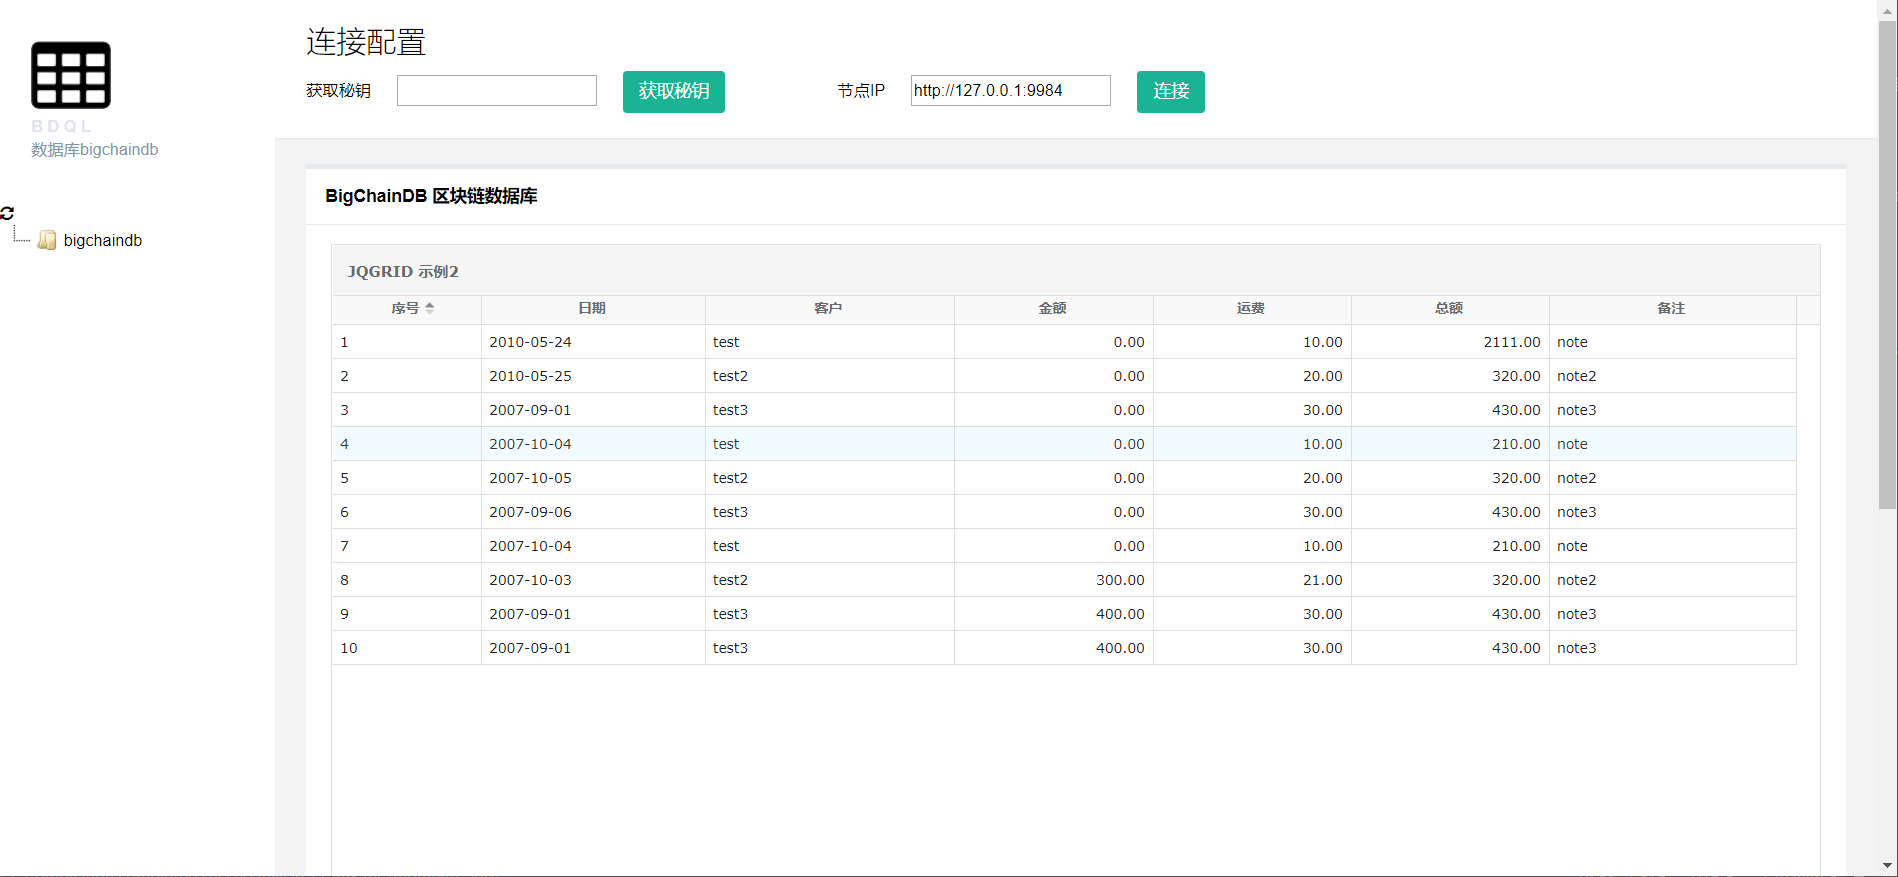 BDQL
数据库bigchaindb
bigchaindb
连接配置
获取秘钥 获取秘钥 节点IP http://127.0.0.1:9984 连接
BigChainDB 区块链数据库
JQGRID 示例2
序号 日期 客户 金额 运费 总额 备注
1 2010-05-24 test 0.00 10.00 2111.00 note
2 2010-05-25 test2 0.00 20.00 320.00 note2
3 2007-09-01 test3 0.00 30.00 430.00 note3
4 2007-10-04 test 0.00 10.00 210.00 note
5 2007-10-05 test2 0.00 20.00 320.00 note2
6 2007-09-06 test3 0.00 30.00 430.00 note3
7 2007-10-04 test 0.00 10.00 210.00 note
8 2007-10-03 test2 300.00 21.00 320.00 note2
9 2007-09-01 test3 400.00 30.00 430.00 note3
10 2007-09-01 test3 400.00 30.00 430.00 note3